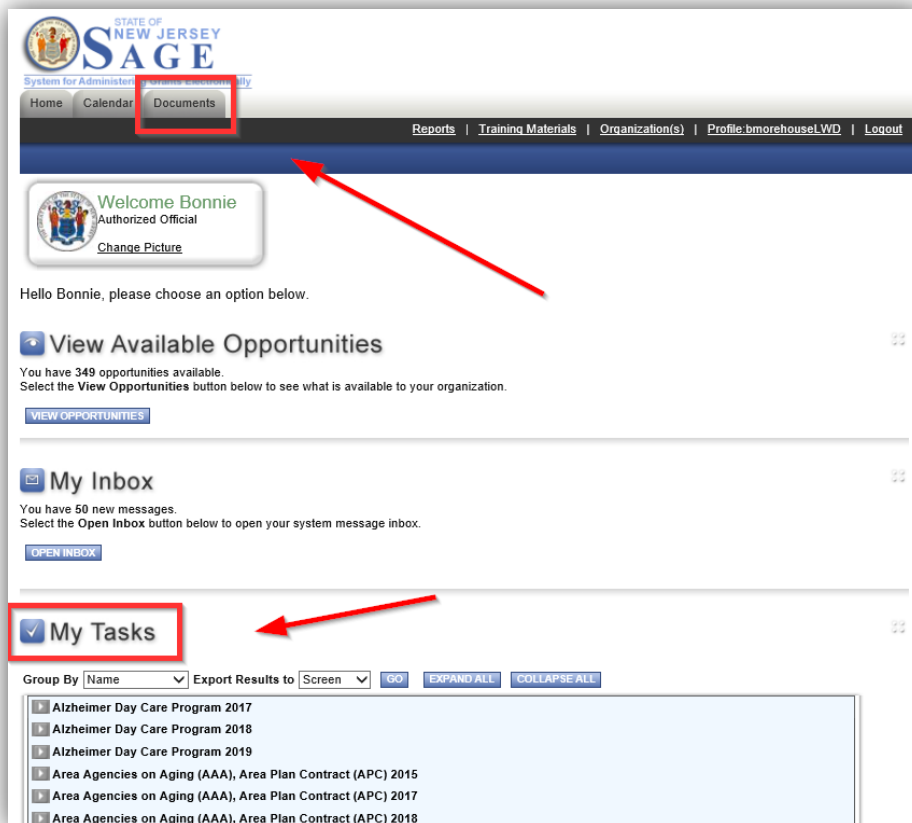 STATE OF
NEW JERSEY
SAGE
System for Administering Grants Electronically
Home Calendar Documents
Reports | Training Materials | Organization(s) | Profile:bmorehouseLWD | Logout
Welcome Bonnie
Authorized Official
Change Picture
Hello Bonnie, please choose an option below.
View Available Opportunities
You have 349 opportunities available.
Select the View Opportunities button below to see what is available to your organization.
VIEW OPPORTUNITIES
My Inbox
You have 50 new messages.
Select the Open Inbox button below to open your system message inbox.
OPEN INBOX
My Tasks
Group By Name Export Results to Screen GO EXPAND ALL COLLAPSE ALL
Alzheimer Day Care Program 2017
Alzheimer Day Care Program 2018
Alzheimer Day Care Program 2019
Area Agencies on Aging (AAA), Area Plan Contract (APC) 2015
Area Agencies on Aging (AAA), Area Plan Contract (APC) 2017
Area Agencies on Aging (AAA), Area Plan Contract (APC) 2018